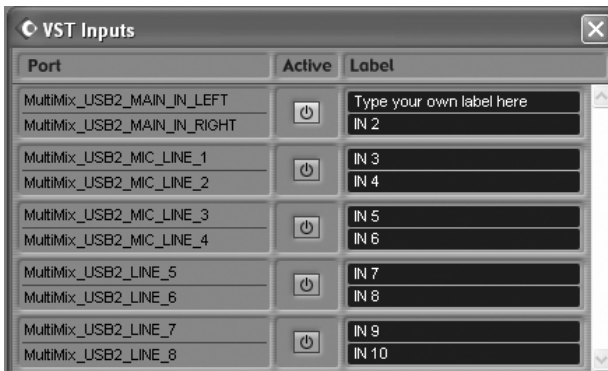 VST Inputs
Port Active Label
MultiMix_USB2_MAIN_IN_LEFT Type your own label here
MultiMix_USB2_MAIN_IN_RIGHT IN 2
MultiMix_USB2_MIC_LINE_1 IN 3
MultiMix_USB2_MIC_LINE_2 IN 4
MultiMix_USB2_MIC_LINE_3 IN 5
MultiMix_USB2_MIC_LINE_4 IN 6
MultiMix_USB2_LINE_5 IN 7
MultiMix_USB2_LINE_6 IN 8
MultiMix_USB2_LINE_7 IN 9
MultiMix_USB2_LINE_8 IN 10